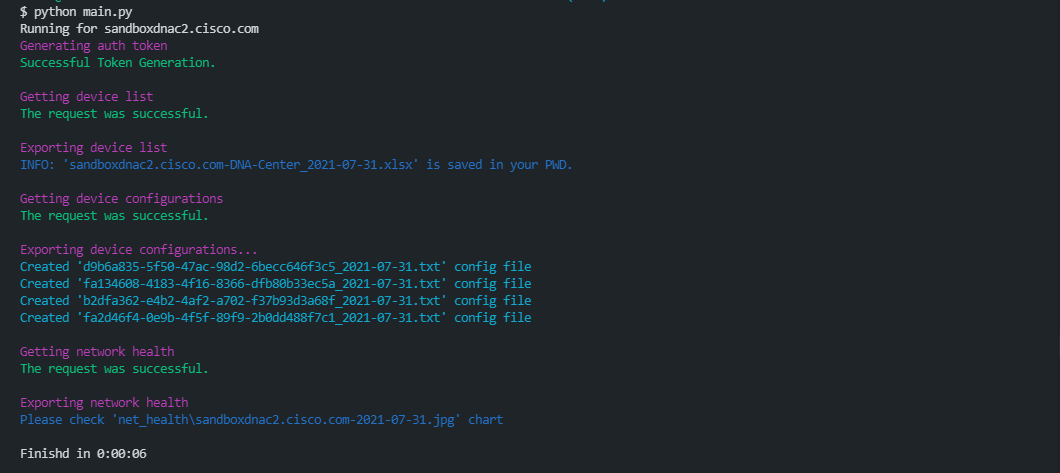 $ python main.py
Running for sandboxdnac2.cisco.com
Generating auth token
Successful Token Generation.
Getting device list
The request was successful.
Exporting device list
INFO: 'sandboxdnac2.cisco.com-DNA-Center_2021-07-31.xlsx' is saved in your PWD.
Getting device configurations
The request was successful.
Exporting device configurations...
Created 'd9b6a835-5f50-47ac-98d2-6becc646f3c5_2021-07-31.txt' config file
Created 'fa134608-4183-4f16-8366-dfb80b33ec5a_2021-07-31.txt' config file
Created 'b2dfa362-e4b2-4af2-a702-f37b93d3a68f_2021-07-31.txt' config file
Created 'fa2d46f4-0e9b-4f5f-89f9-2b0dd488f7c1_2021-07-31.txt' config file
Getting network health
The request was successful.
Exporting network health
Please check 'net_health\sandboxdnac2.cisco.com-2021-07-31.jpg' chart
Finishd in 0:00:06